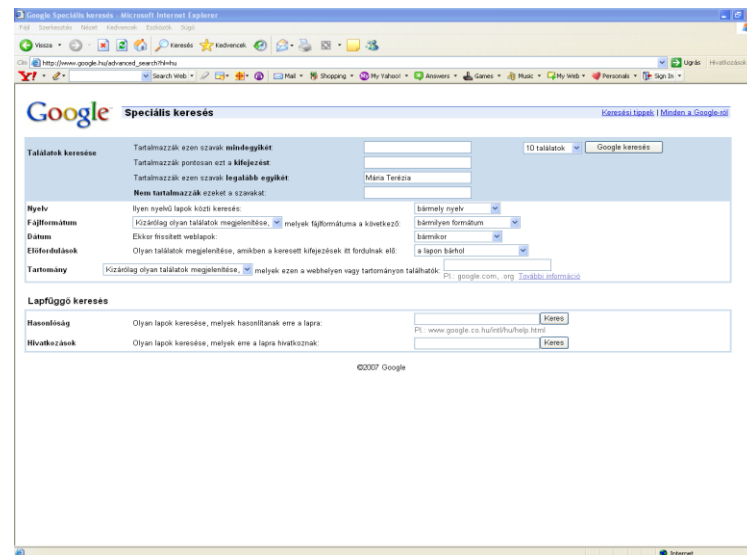 Google Speciális keresés - Microsoft Internet Explorer
Fájl Szerkesztés Nézet Kedvencek Eszközök Súgó
Vissza Keresés Kedvencek
Cím http://www.google.hu/advanced_search?hl=hu Ugrás Hivatkozások
Y! Search Web Mail Shopping My Yahoo! Answers Games Music My Web Personals Sign In
Google Speciális keresés Keresési tippek | Minden a Google-ról
Találatok keresése Tartalmazzák ezen szavak mindegyikét: 10 találatok Google keresés
Tartalmazzák pontosan ezt a kifejezést:
Tartalmazzák ezen szavak legalább egyikét: Mária Terézia
Nem tartalmazzák ezeket a szavakat:
Nyelv Ilyen nyelvű lapok közti keresés: bármely nyelv
Fájlformátum Kizárólag olyan találatok megjelenítése, melyek fájlformátuma a következő: bármilyen formátum
Dátum Ekkor frissített weblapok: bármikor
Előfordulások Olyan találatok megjelenítése, amikben a keresett kifejezések itt fordulnak elő: a lapon bárhol
Tartomány Kizárólag olyan találatok megjelenítése, melyek ezen a webhelyen vagy tartományon találhatók:
Pl.: google.com, .org További információ
Lapfüggő keresés
Hasonlóság Olyan lapok keresése, melyek hasonlítanak erre a lapra: Keres
Pl.: www.google.co.hu/intl/hu/help.html
Hivatkozások Olyan lapok keresése, melyek erre a lapra hivatkoznak: Keres
©2007 Google
Internet